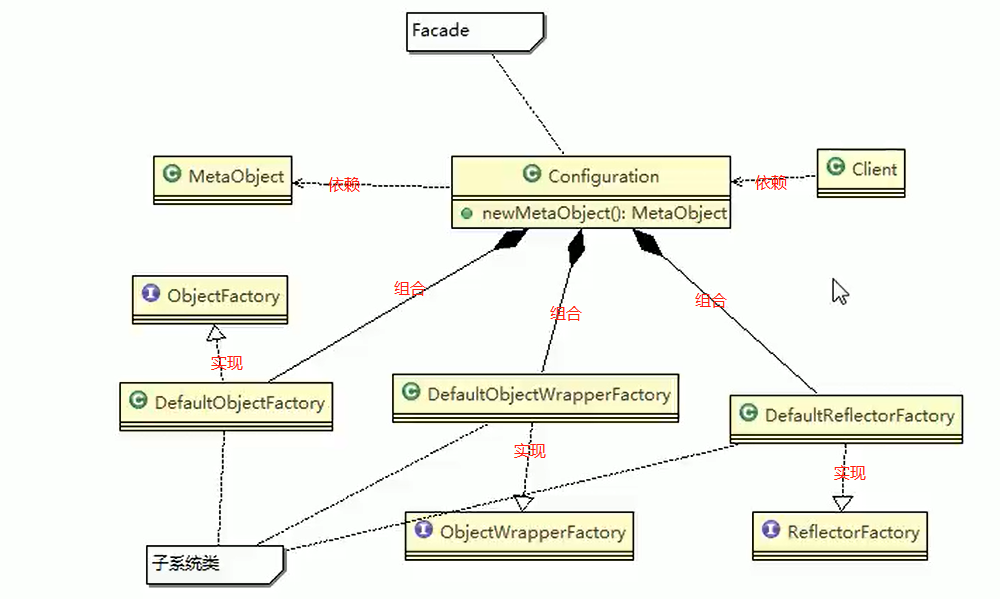 Facade
MetaObject
依赖
Configuration
newMetaObject(): MetaObject
依赖
Client
ObjectFactory
组合
组合
组合
实现
DefaultObjectFactory
DefaultObjectWrapperFactory
DefaultReflectorFactory
实现
实现
子系统类
ObjectWrapperFactory
ReflectorFactory